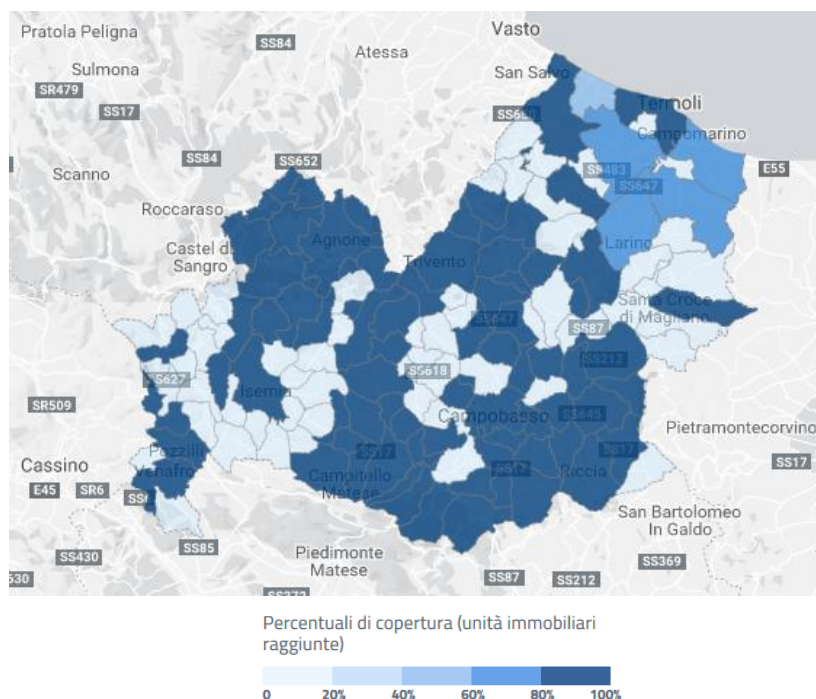 Pratola Peligna
SS84
Vasto
Atessa
Sulmona
San Salvo
SR479
SS17
Termoli
Campomarino
SS84
SS652
SS483
E55
Scanno
SS647
Roccaraso
Agnone
Larino
Castel d
Sangro
Trivento
Santa Croce
di Magliano
SS647
SS87
SS627
SS618
SS212
Isernia
SR509
Campobasso
SS645
Pietramontecorvino
Pozzilli
SS17
SS17
Cassino
Venafro
SS17
Riccia
SS17
E45
SR6
Campitello
Matese
San Bartolomeo
In Galdo
SS85
SS430
Piedimonte
Matese
SS369
SS87
SS212
630
SS372
Percentuali di copertura (unità immobiliari
raggiunte)
0 20% 40% 60% 80% 100%